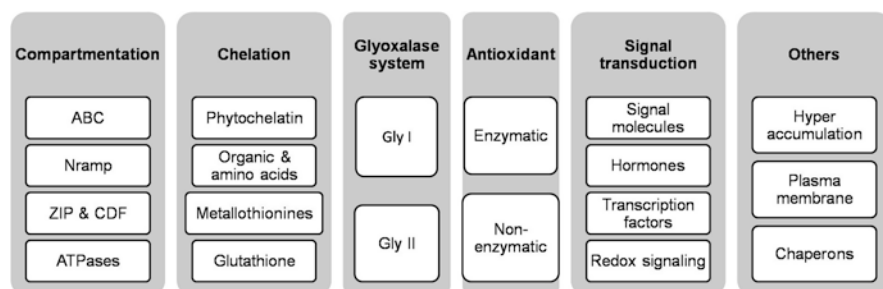 Compartmentation
ABC
Nramp
ZIP & CDF
ATPases
Chelation
Phytochelatin
Organic &
amino acids
Metallothionines
Glutathione
Glyoxalase
system
Gly I
Gly II
Antioxidant
Enzymatic
Non-
enzymatic
Signal
transduction
Signal
molecules
Hormones
Transcription
factors
Redox signaling
Others
Hyper
accumulation
Plasma
membrane
Chaperons